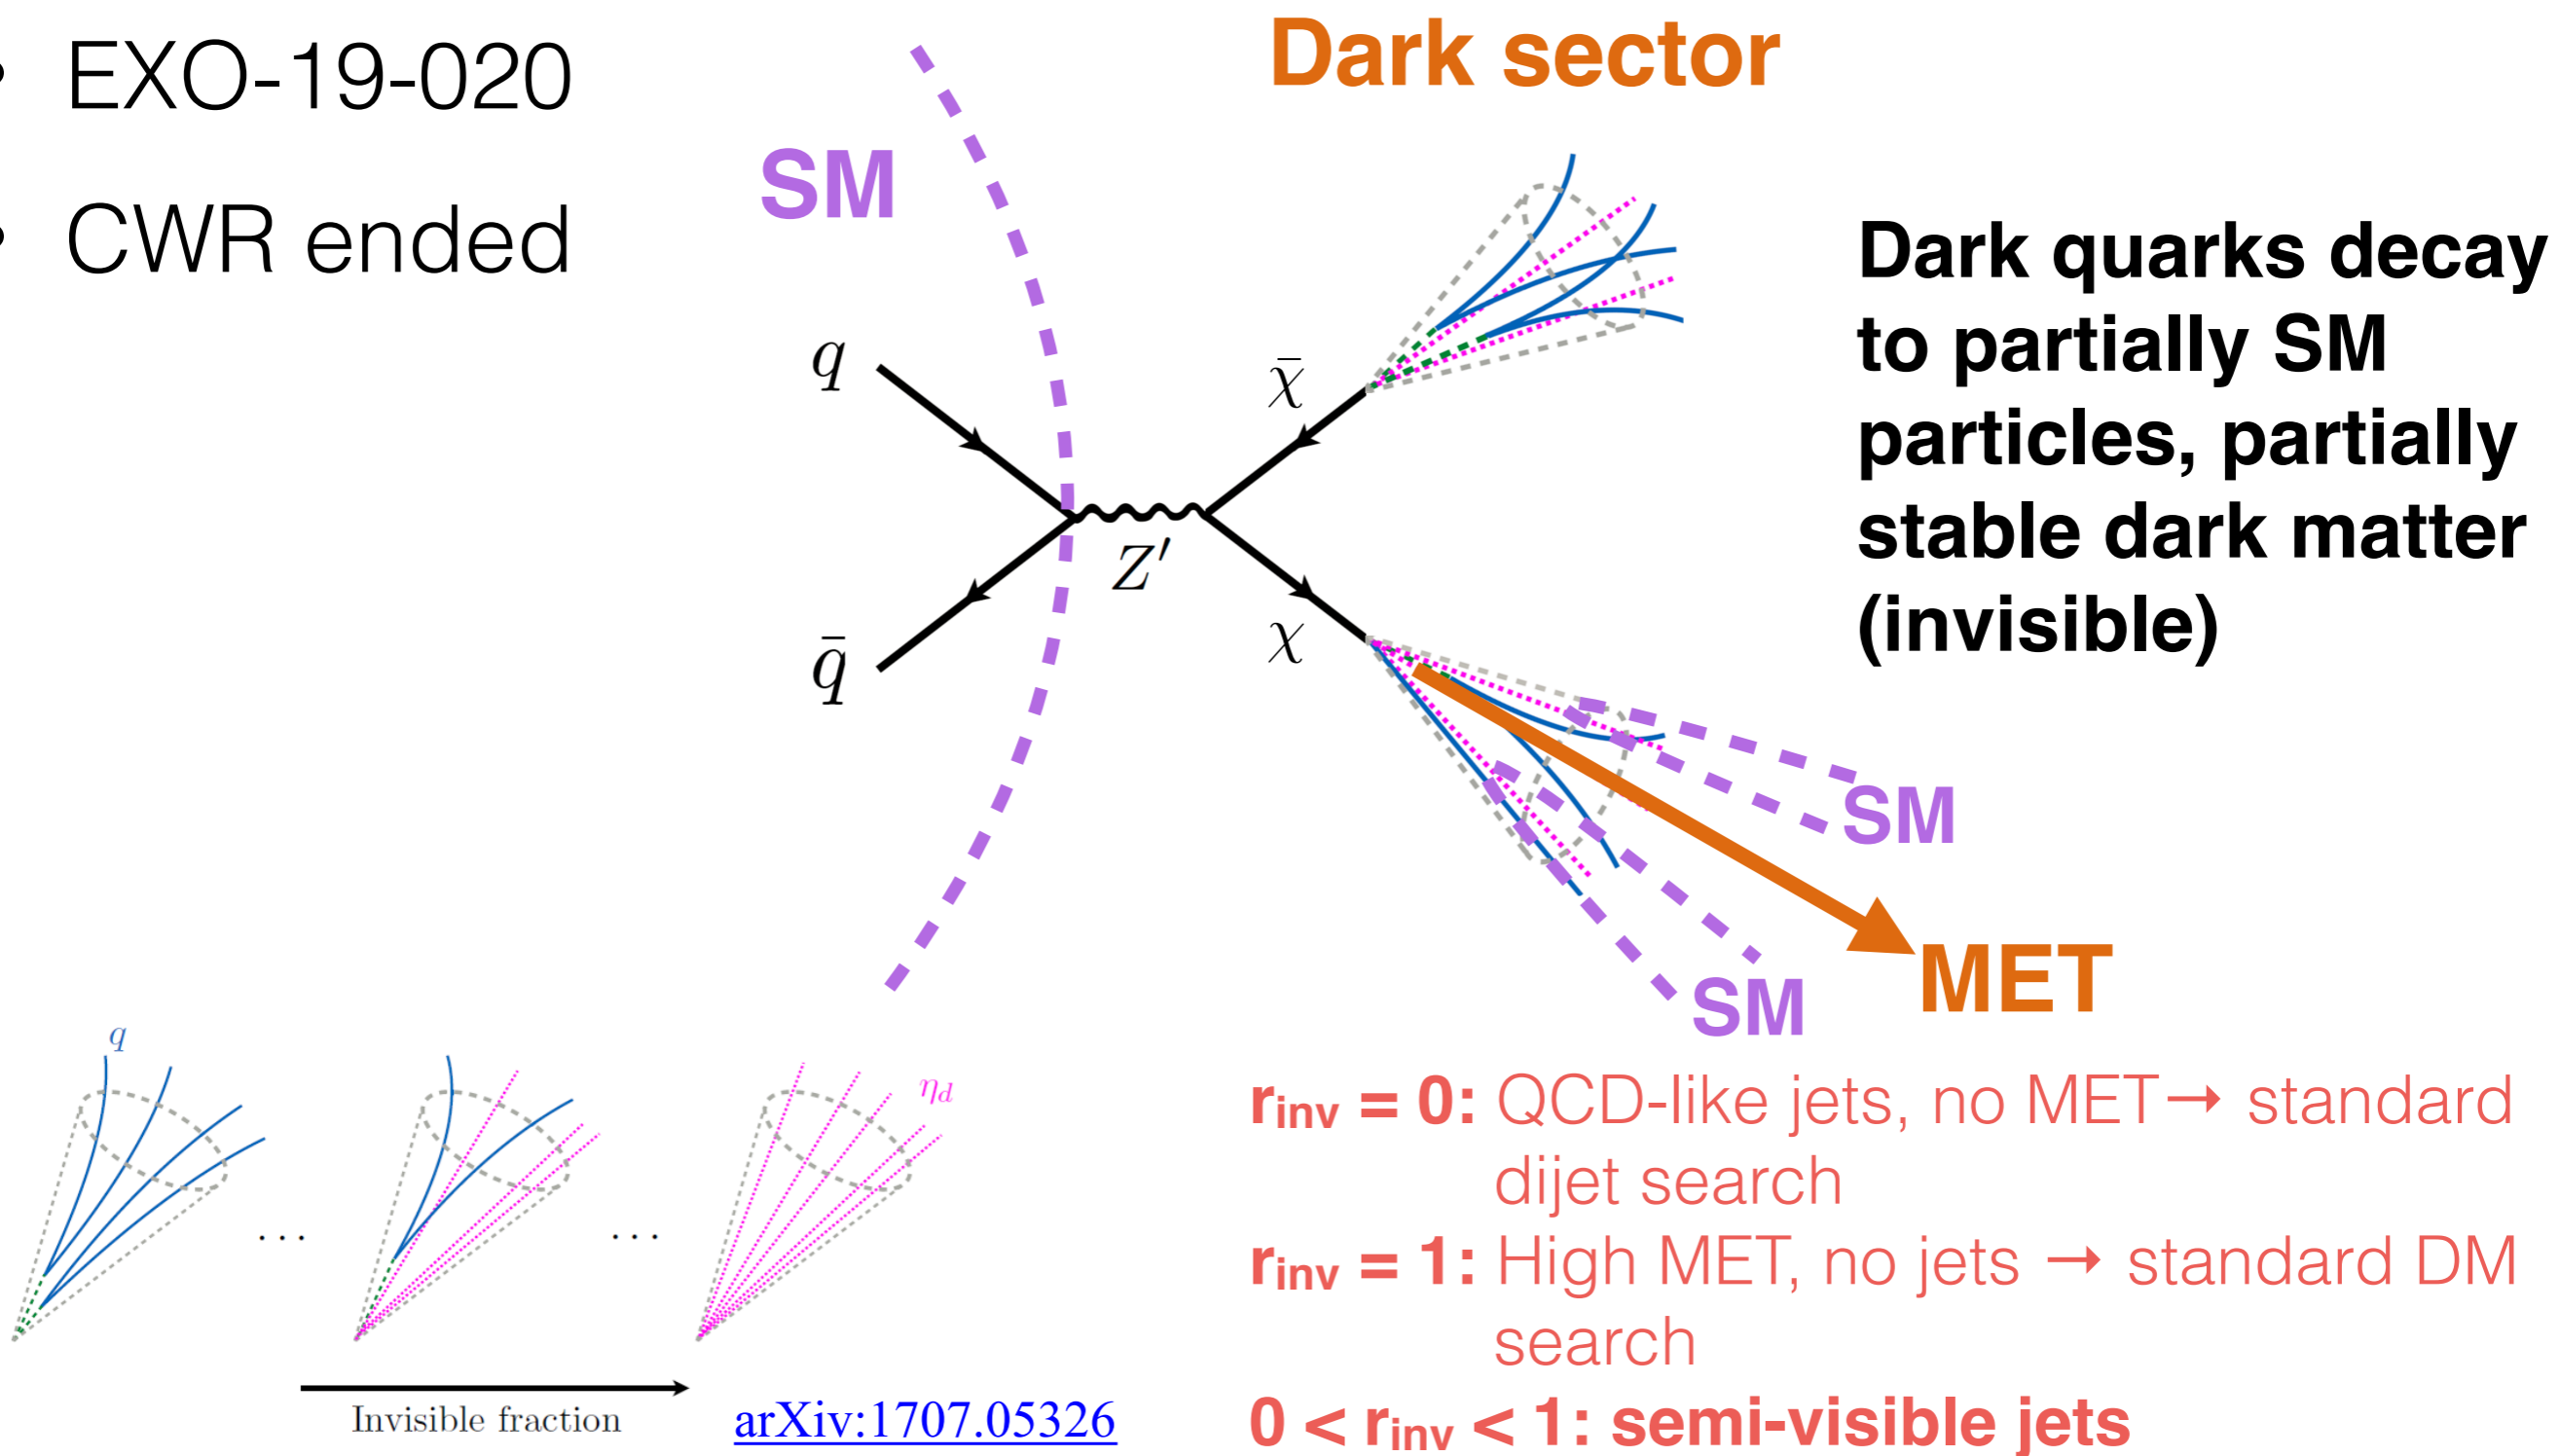 • EXO-19-020
• CWR ended
Dark sector
SM
q
q̄
Z′
χ̄
χ
Dark quarks decay
to partially SM
particles, partially
stable dark matter
(invisible)
SM
SM
MET
q
...
...
η_d
Invisible fraction
arXiv:1707.05326
r_inv = 0: QCD-like jets, no MET→ standard
dijet search
r_inv = 1: High MET, no jets → standard DM
search
0 < r_inv < 1: semi-visible jets